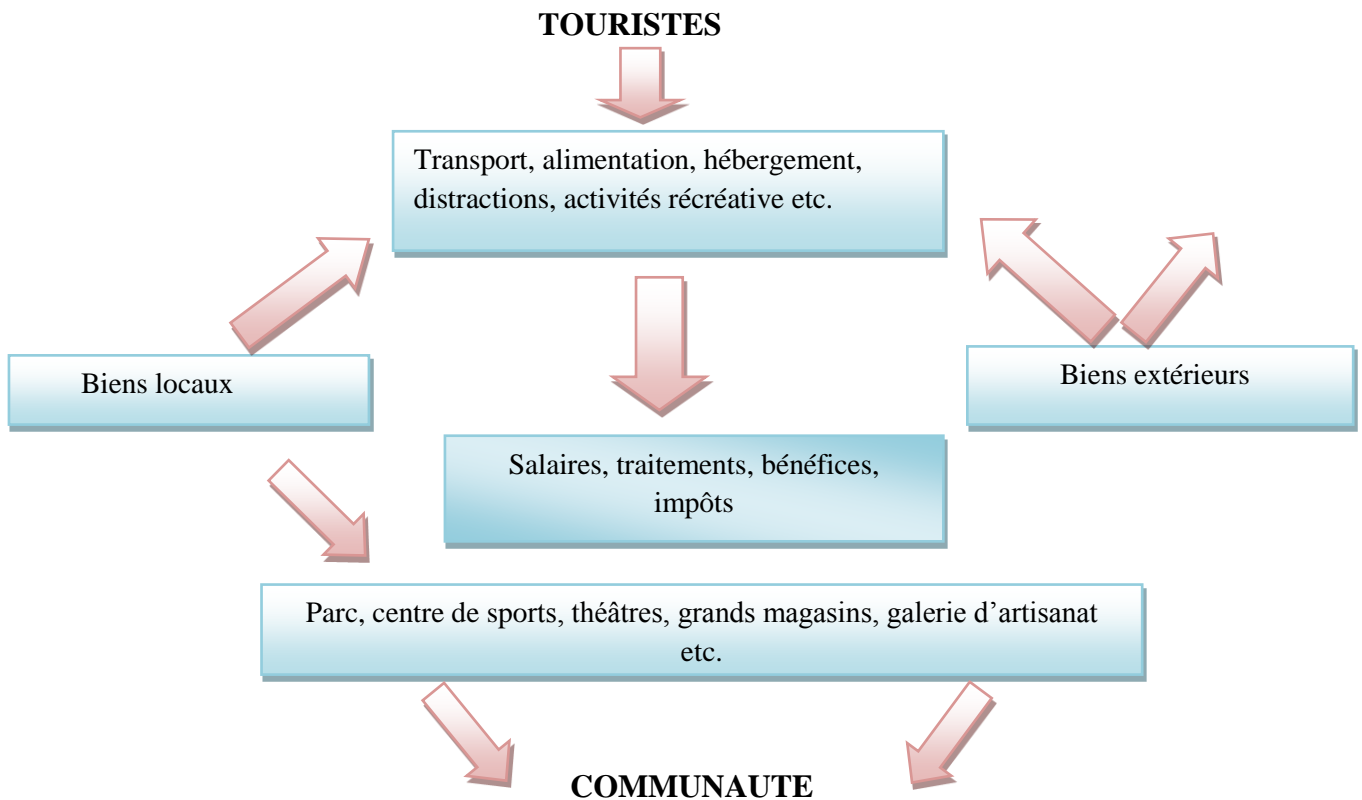 TOURISTES
Transport, alimentation, hébergement,
distractions, activités récréative etc.
Biens locaux
Biens extérieurs
Salaires, traitements, bénéfices,
impôts
Parc, centre de sports, théâtres, grands magasins, galerie d’artisanat
etc.
COMMUNAUTE